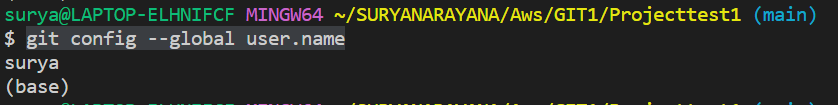 surya@LAPTOP-ELHNIFCF MINGW64 ~/SURYANARAYANA/Aws/GIT1/Projecttest1 (main)
$ git config --global user.name
surya
(base)